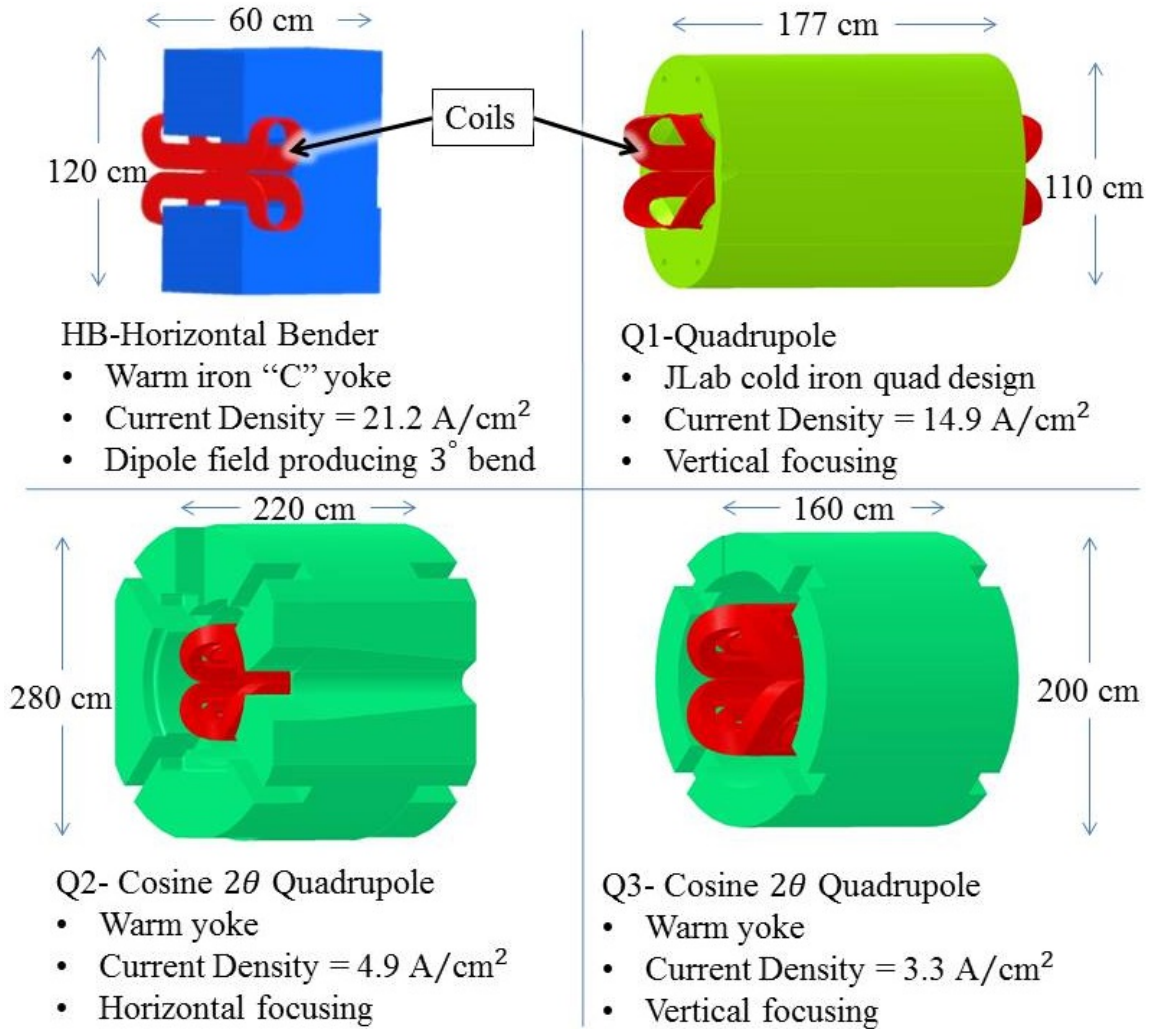 60 cm
177 cm
Coils
120 cm
110 cm
HB-Horizontal Bender
• Warm iron “C” yoke
• Current Density = 21.2 A/cm²
• Dipole field producing 3° bend
Q1-Quadrupole
• JLab cold iron quad design
• Current Density = 14.9 A/cm²
• Vertical focusing
220 cm
160 cm
280 cm
200 cm
Q2- Cosine 2θ Quadrupole
• Warm yoke
• Current Density = 4.9 A/cm²
• Horizontal focusing
Q3- Cosine 2θ Quadrupole
• Warm yoke
• Current Density = 3.3 A/cm²
• Vertical focusing